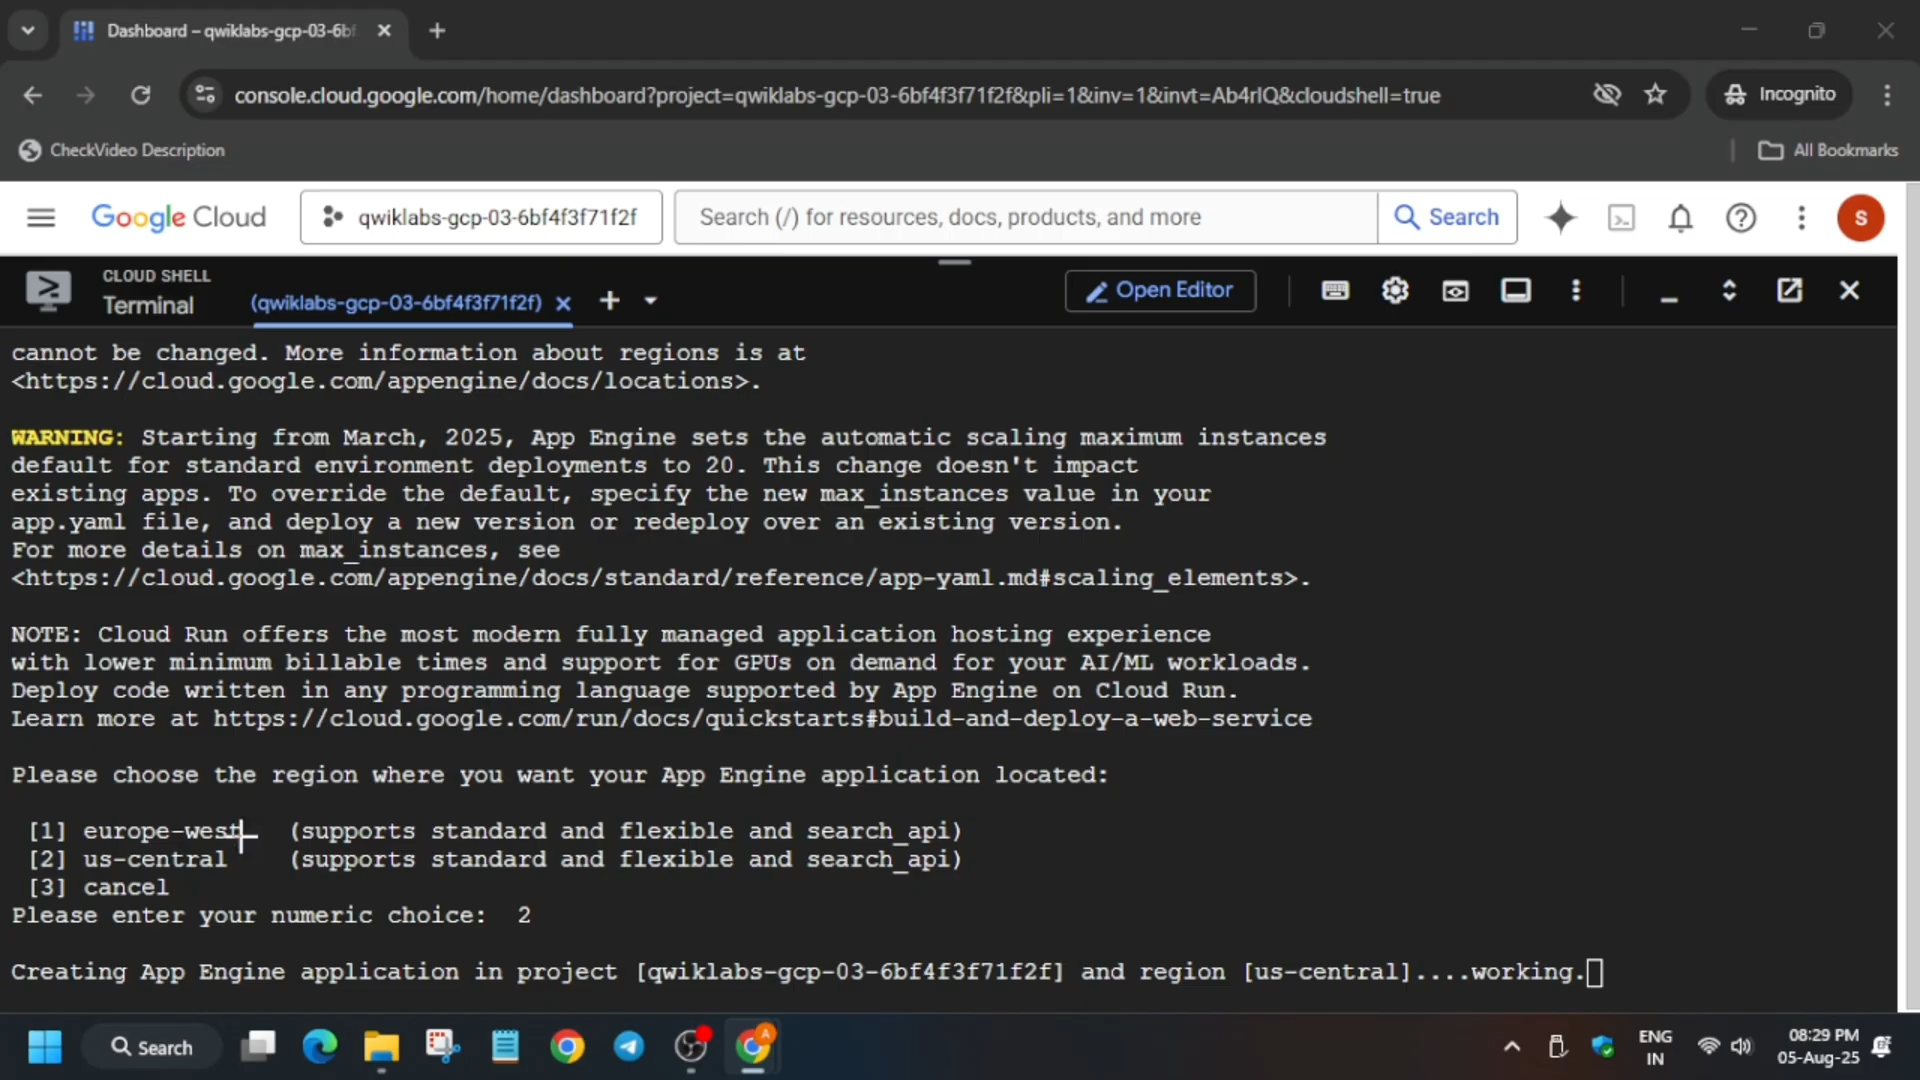 Dashboard – qwiklabs-gcp-03-6bf
console.cloud.google.com/home/dashboard?project=qwiklabs-gcp-03-6bf4f3f71f2f&pli=1&inv=1&invt=Ab4rlQ&cloudshell=true
Incognito
CheckVideo Description
All Bookmarks
Google Cloud
qwiklabs-gcp-03-6bf4f3f71f2f
Search (/) for resources, docs, products, and more
Search
S
CLOUD SHELL
Terminal
(qwiklabs-gcp-03-6bf4f3f71f2f)
Open Editor
cannot be changed. More information about regions is at
<https://cloud.google.com/appengine/docs/locations>.
WARNING: Starting from March, 2025, App Engine sets the automatic scaling maximum instances
default for standard environment deployments to 20. This change doesn't impact
existing apps. To override the default, specify the new max_instances value in your
app.yaml file, and deploy a new version or redeploy over an existing version.
For more details on max_instances, see
<https://cloud.google.com/appengine/docs/standard/reference/app-yaml.md#scaling_elements>.
NOTE: Cloud Run offers the most modern fully managed application hosting experience
with lower minimum billable times and support for GPUs on demand for your AI/ML workloads.
Deploy code written in any programming language supported by App Engine on Cloud Run.
Learn more at https://cloud.google.com/run/docs/quickstarts#build-and-deploy-a-web-service
Please choose the region where you want your App Engine application located:
[1] europe-west (supports standard and flexible and search_api)
[2] us-central (supports standard and flexible and search_api)
[3] cancel
Please enter your numeric choice: 2
Creating App Engine application in project [qwiklabs-gcp-03-6bf4f3f71f2f] and region [us-central]....working.
Search
A
ENG
IN
08:29 PM
05-Aug-25